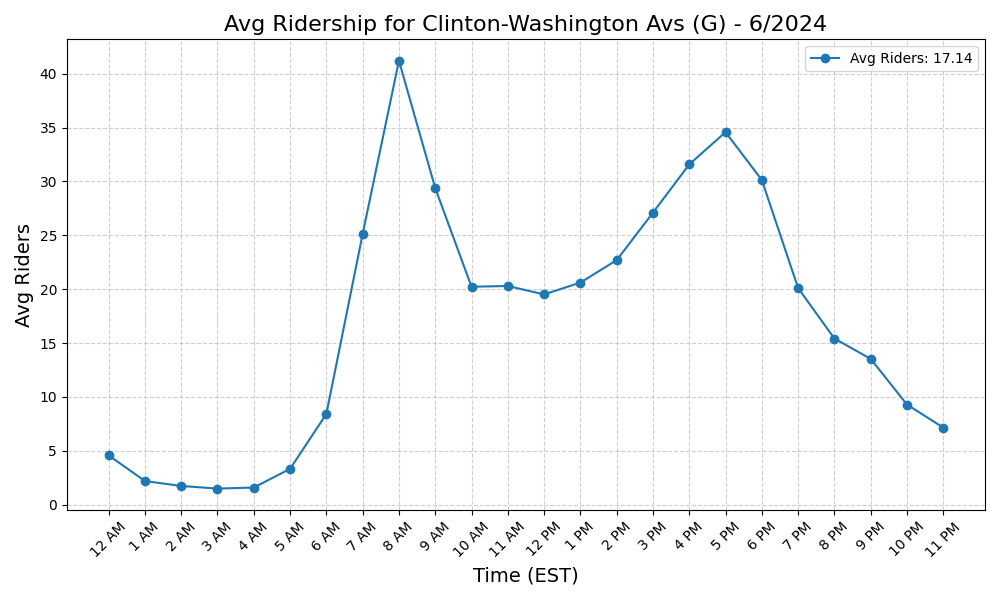 Avg Ridership for Clinton-Washington Avs (G) - 6/2024
Avg Riders: 17.14
Avg Riders
40
35
30
25
20
15
10
5
0
12 AM
1 AM
2 AM
3 AM
4 AM
5 AM
6 AM
7 AM
8 AM
9 AM
10 AM
11 AM
12 PM
1 PM
2 PM
3 PM
4 PM
5 PM
6 PM
7 PM
8 PM
9 PM
10 PM
11 PM
Time (EST)